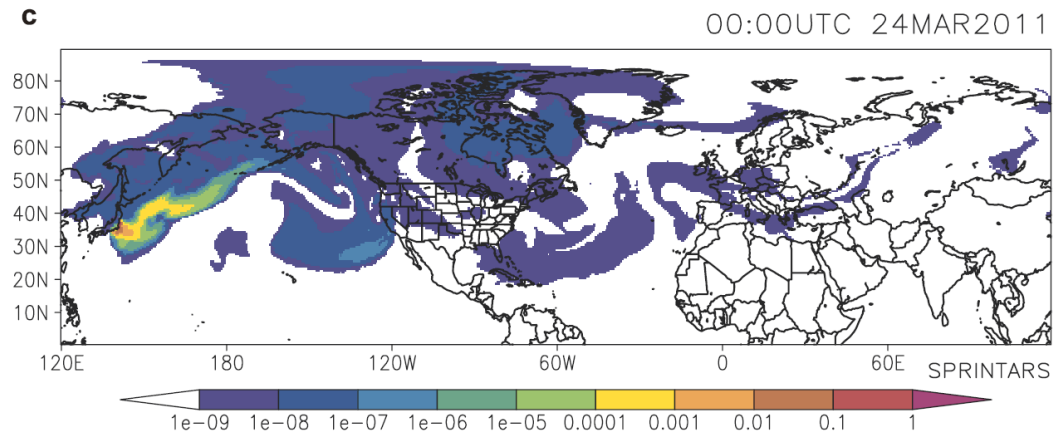 c
00:00UTC 24MAR2011
80N
70N
60N
50N
40N
30N
20N
10N
120E 180 120W 60W 0 60E
SPRINTARS
1e-09 1e-08 1e-07 1e-06 1e-05 0.0001 0.001 0.01 0.1 1